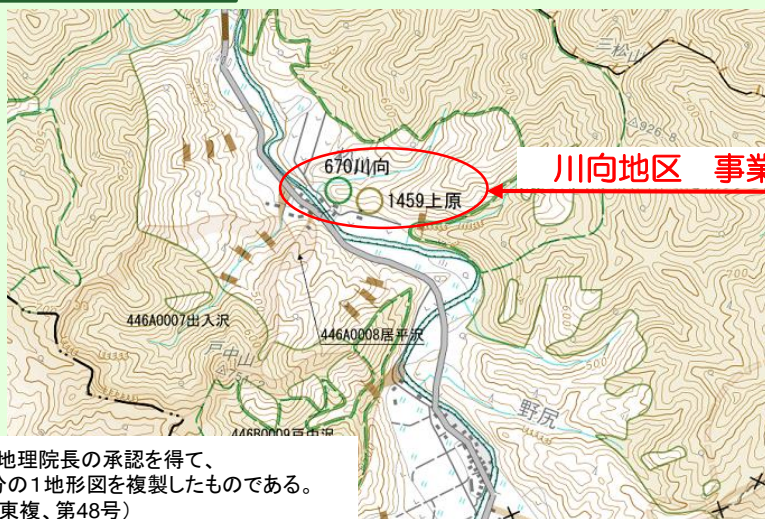 三松山
926.8
670川向
川向地区 事業
1459上原
446A0007出入沢
446A0008居平沢
戸中山
野尻
446B0009戸中沢
地理院長の承認を得て、
分の1地形図を複製したものである。
東複、第48号)